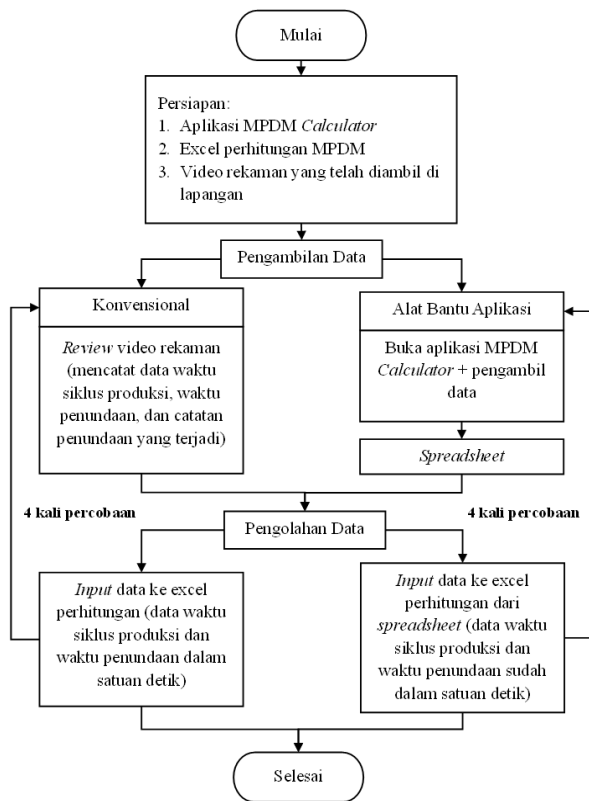 Mulai
Persiapan:
1. Aplikasi MPDM Calculator
2. Excel perhitungan MPDM
3. Video rekaman yang telah diambil di
lapangan
Pengambilan Data
Konvensional
Review video rekaman
(mencatat data waktu
siklus produksi, waktu
penundaan, dan catatan
penundaan yang terjadi)
Alat Bantu Aplikasi
Buka aplikasi MPDM
Calculator + pengambil
data
Spreadsheet
4 kali percobaan
4 kali percobaan
Pengolahan Data
Input data ke excel
perhitungan (data waktu
siklus produksi dan
waktu penundaan dalam
satuan detik)
Input data ke excel
perhitungan dari
spreadsheet (data waktu
siklus produksi dan
waktu penundaan sudah
dalam satuan detik)
Selesai